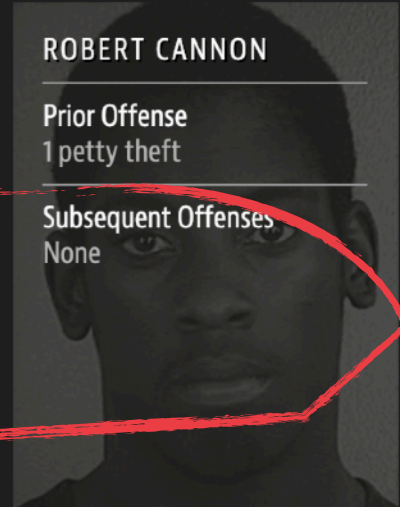 ROBERT CANNON
Prior Offense
1 petty theft
Subsequent Offenses
None